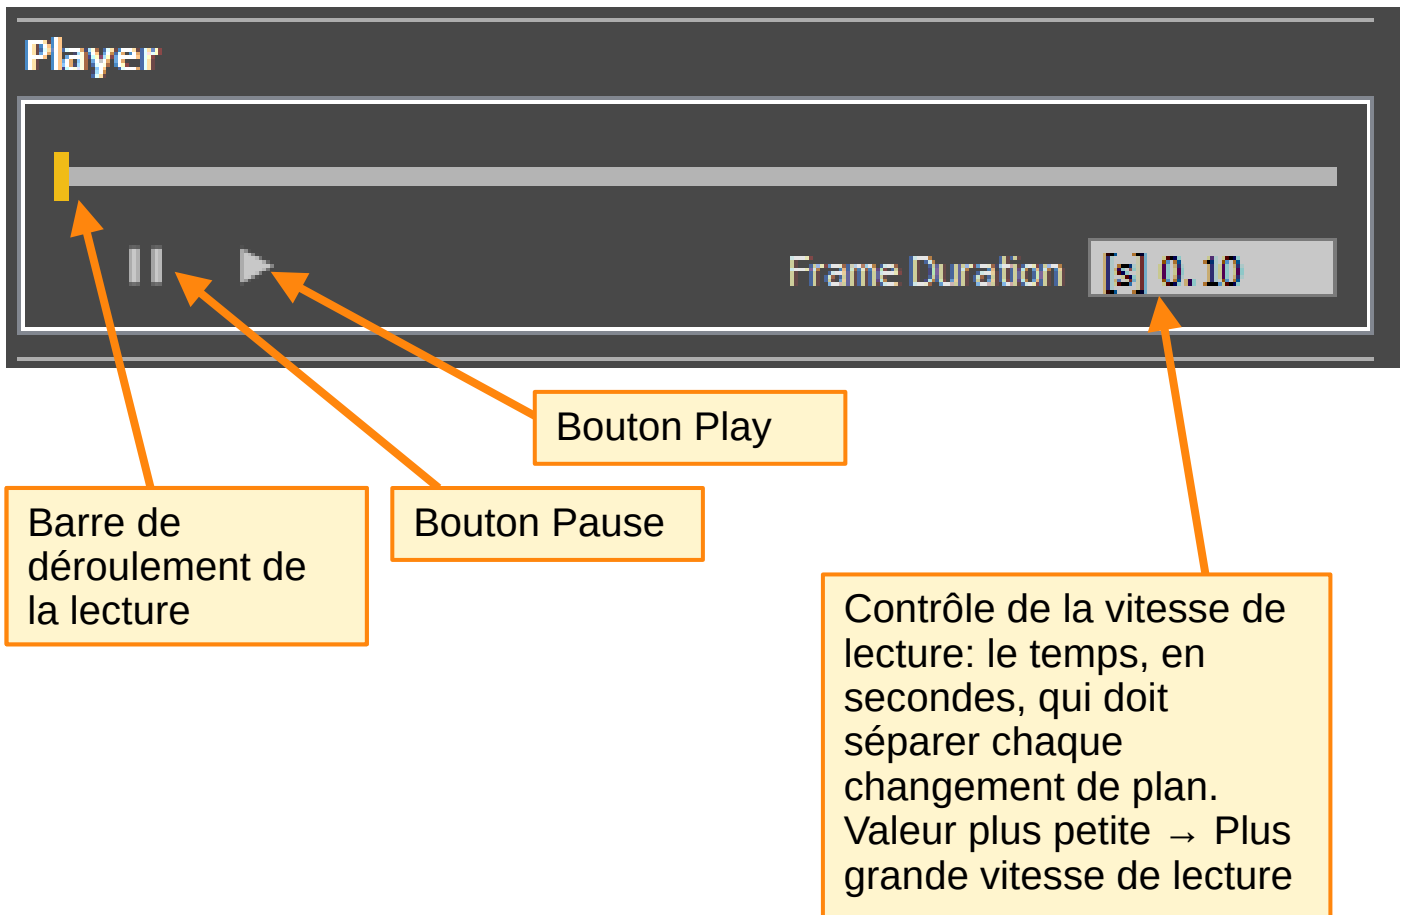 Player
Frame Duration
[s] 0.10
Bouton Play
Bouton Pause
Barre de
déroulement de
la lecture
Contrôle de la vitesse de
lecture: le temps, en
secondes, qui doit
séparer chaque
changement de plan.
Valeur plus petite → Plus
grande vitesse de lecture